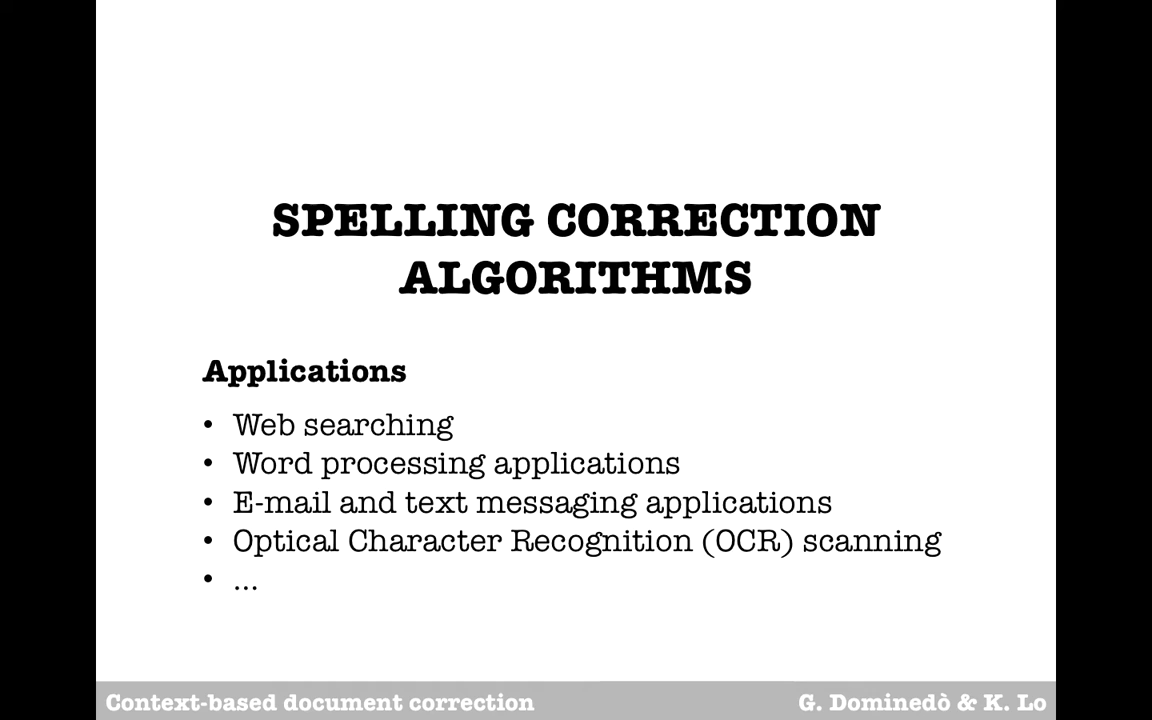 SPELLING CORRECTION
ALGORITHMS
Applications
• Web searching
• Word processing applications
• E-mail and text messaging applications
• Optical Character Recognition (OCR) scanning
• ...
Context-based document correction
G. Dominedò & K. Lo